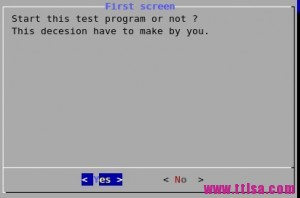 First screen
Start this test program or not ?
This decesion have to make by you.
< Yes > < No >
www.ttlsa.com